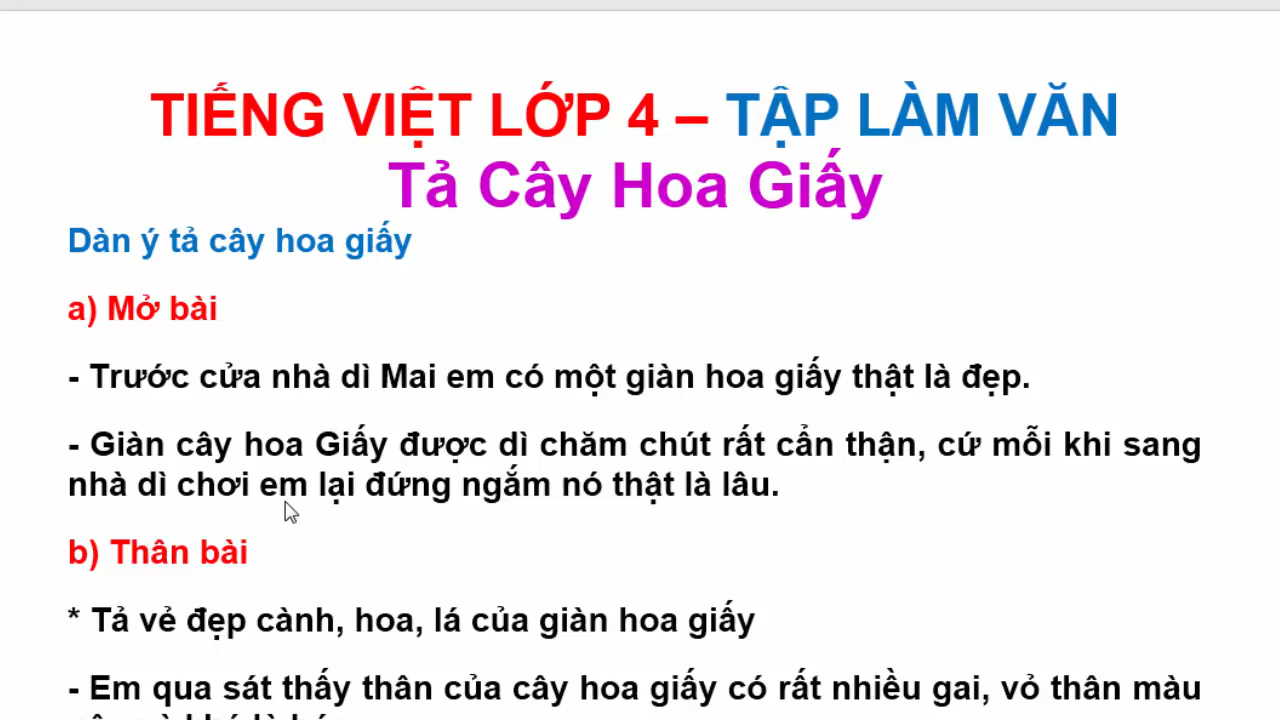 TIẾNG VIỆT LỚP 4 – TẬP LÀM VĂN
Tả Cây Hoa Giấy
Dàn ý tả cây hoa giấy
a) Mở bài
- Trước cửa nhà dì Mai em có một giàn hoa giấy thật là đẹp.
- Giàn cây hoa Giấy được dì chăm chút rất cẩn thận, cứ mỗi khi sang
nhà dì chơi em lại đứng ngắm nó thật là lâu.
b) Thân bài
* Tả vẻ đẹp cành, hoa, lá của giàn hoa giấy
- Em qua sát thấy thân của cây hoa giấy có rất nhiều gai, vỏ thân màu